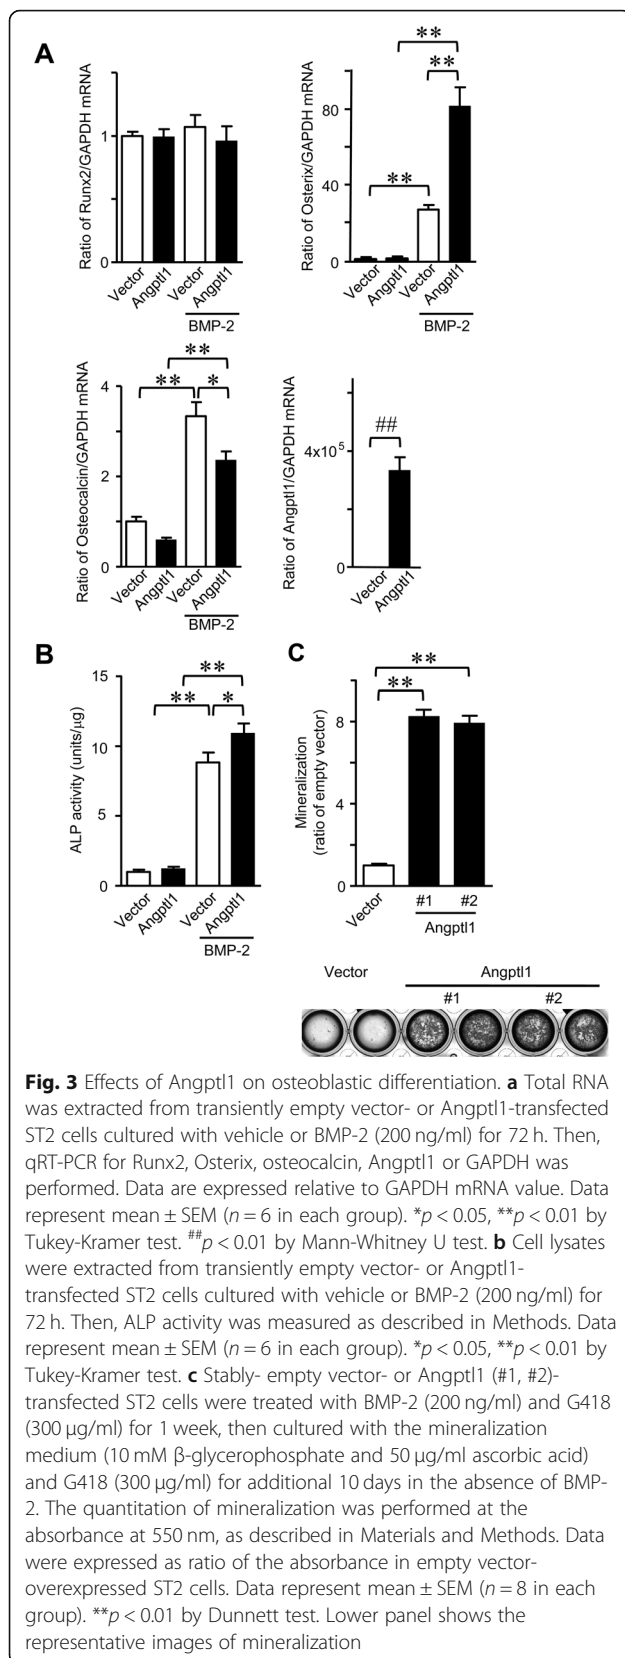 A
Ratio of Runx2/GAPDH mRNA
1
0
Vector
Angptl1
Vector
Angptl1
BMP-2
Ratio of Osterix/GAPDH mRNA
80
40
0
**
**
**
Vector
Angptl1
Vector
Angptl1
BMP-2
Ratio of Osteocalcin/GAPDH mRNA
4
2
0
**
**
*
Vector
Angptl1
Vector
Angptl1
BMP-2
Ratio of Angptl1/GAPDH mRNA
4x10⁵
0
##
Vector
Angptl1
B
ALP activity (units/μg)
15
10
5
0
**
**
*
Vector
Angptl1
Vector
Angptl1
BMP-2
C
Mineralization
(ratio of empty vector)
8
4
0
**
**
Vector
#1
#2
Angptl1
Vector
Angptl1
#1
#2
Fig. 3 Effects of Angptl1 on osteoblastic differentiation. a Total RNA
was extracted from transiently empty vector- or Angptl1-transfected
ST2 cells cultured with vehicle or BMP-2 (200 ng/ml) for 72 h. Then,
qRT-PCR for Runx2, Osterix, osteocalcin, Angptl1 or GAPDH was
performed. Data are expressed relative to GAPDH mRNA value. Data
represent mean ± SEM (n = 6 in each group). *p < 0.05, **p < 0.01 by
Tukey-Kramer test. ##p < 0.01 by Mann-Whitney U test. b Cell lysates
were extracted from transiently empty vector- or Angptl1-
transfected ST2 cells cultured with vehicle or BMP-2 (200 ng/ml) for
72 h. Then, ALP activity was measured as described in Methods. Data
represent mean ± SEM (n = 6 in each group). *p < 0.05, **p < 0.01 by
Tukey-Kramer test. c Stably- empty vector- or Angptl1 (#1, #2)-
transfected ST2 cells were treated with BMP-2 (200 ng/ml) and G418
(300 μg/ml) for 1 week, then cultured with the mineralization
medium (10 mM β-glycerophosphate and 50 μg/ml ascorbic acid)
and G418 (300 μg/ml) for additional 10 days in the absence of BMP-
2. The quantitation of mineralization was performed at the
absorbance at 550 nm, as described in Materials and Methods. Data
were expressed as ratio of the absorbance in empty vector-
overexpressed ST2 cells. Data represent mean ± SEM (n = 8 in each
group). **p < 0.01 by Dunnett test. Lower panel shows the
representative images of mineralization